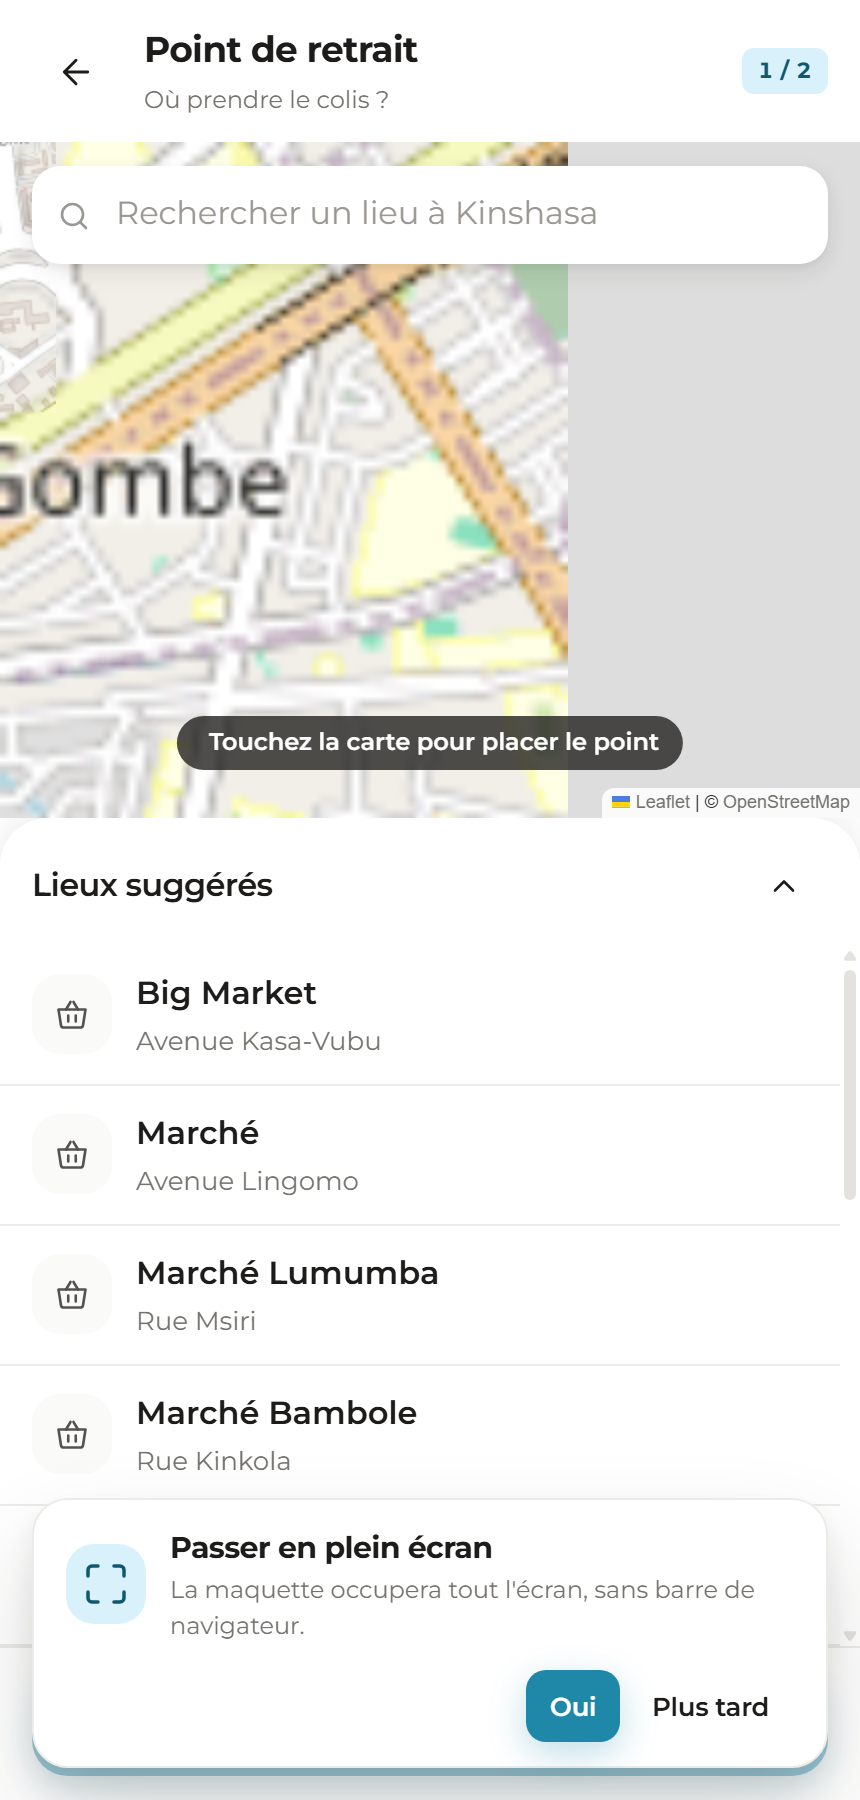 Point de retrait
Où prendre le colis ?
1 / 2
Rechercher un lieu à Kinshasa
Gombe
Touchez la carte pour placer le point
Leaflet | © OpenStreetMap
Lieux suggérés
Big Market
Avenue Kasa-Vubu
Marché
Avenue Lingomo
Marché Lumumba
Rue Msiri
Marché Bambole
Rue Kinkola
Passer en plein écran
La maquette occupera tout l'écran, sans barre de
navigateur.
Oui
Plus tard